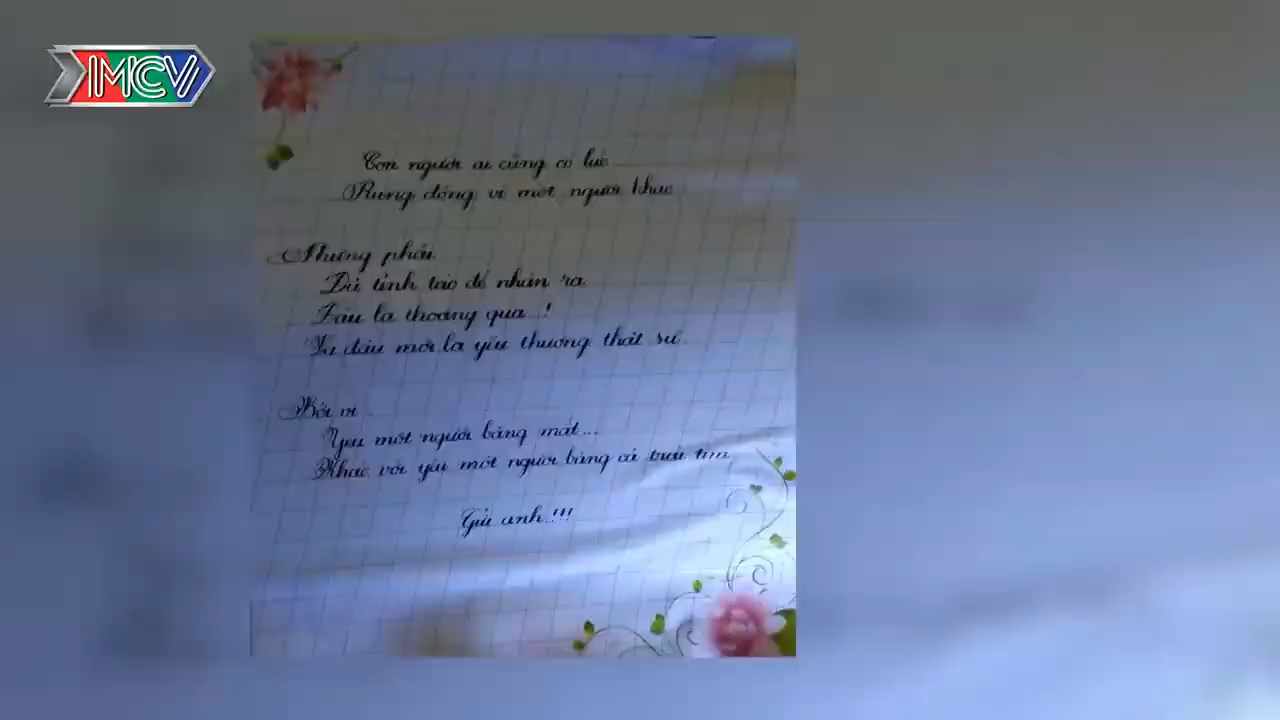 MCV
Con người ai cũng có lúc
Rung động vì một người khác
Nhưng phải
Đủ tỉnh táo để nhận ra
Đâu là thoáng qua...!
Và đâu mới là yêu thương thật sự
Bởi vì
Yêu một người bằng mắt...
Khác với yêu một người bằng cả trái tim
Gửi anh..!!!